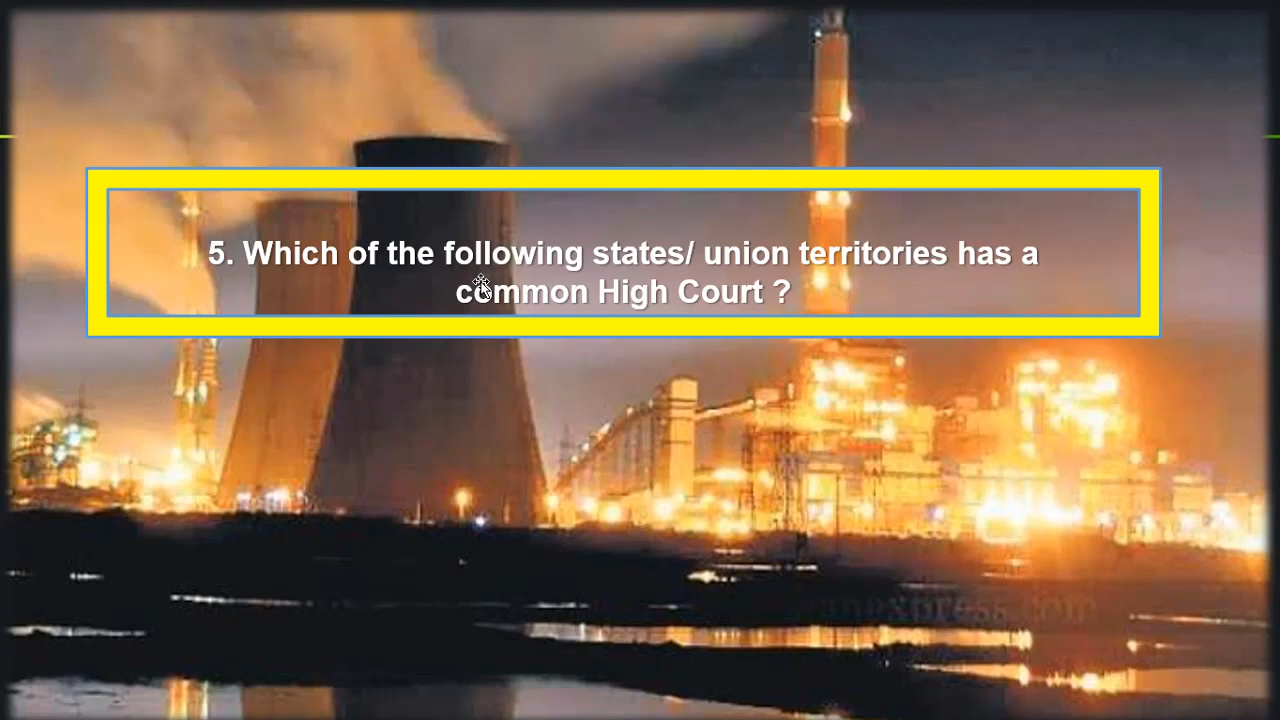 5. Which of the following states/ union territories has a
common High Court ?